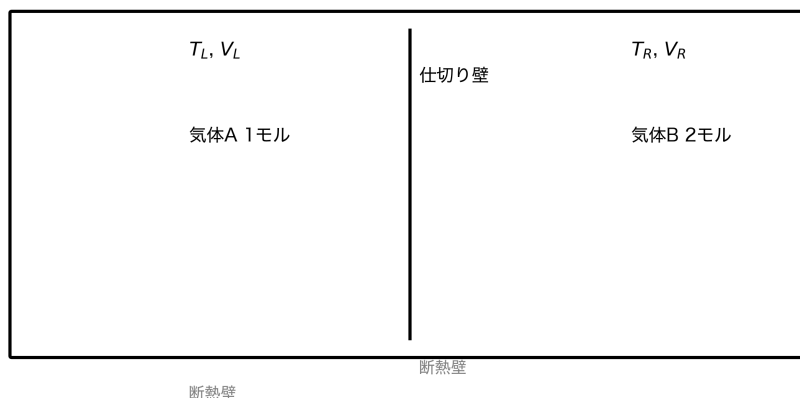 T_L, V_L
T_R, V_R
仕切り壁
気体A 1モル
気体B 2モル
断熱壁
断熱壁